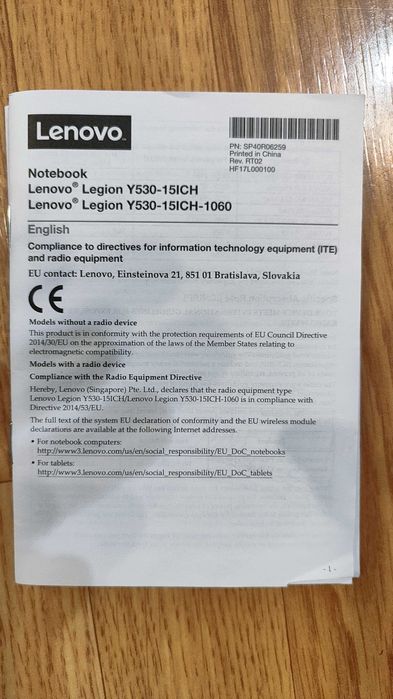 Lenovo.
PN: SP40R06259
Printed in China
Rev. RT02
HF17L000100
Notebook
Lenovo® Legion Y530-15ICH
Lenovo® Legion Y530-15ICH-1060
English
Compliance to directives for information technology equipment (ITE)
and radio equipment
EU contact: Lenovo, Einsteinova 21, 851 01 Bratislava, Slovakia
CE
Models without a radio device
This product is in conformity with the protection requirements of EU Council Directive
2014/30/EU on the approximation of the laws of the Member States relating to
electromagnetic compatibility.
Models with a radio device
Compliance with the Radio Equipment Directive
Hereby, Lenovo (Singapore) Pte. Ltd., declares that the radio equipment type
Lenovo Legion Y530-15ICH/Lenovo Legion Y530-15ICH-1060 is in compliance with
Directive 2014/53/EU.
The full text of the system EU declaration of conformity and the EU wireless module
declarations are available at the following Internet addresses.
• For notebook computers:
http://www3.lenovo.com/us/en/social_responsibility/EU_DoC_notebooks
• For tablets:
http://www3.lenovo.com/us/en/social_responsibility/EU_DoC_tablets
- 1 -